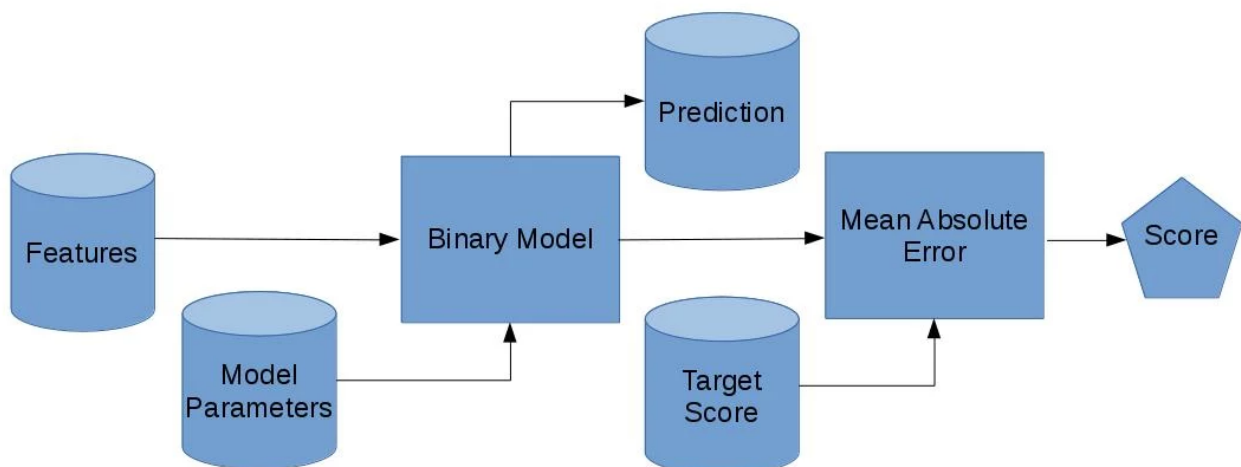 Prediction
Features
Binary Model
Mean Absolute
Error
Score
Model
Parameters
Target
Score